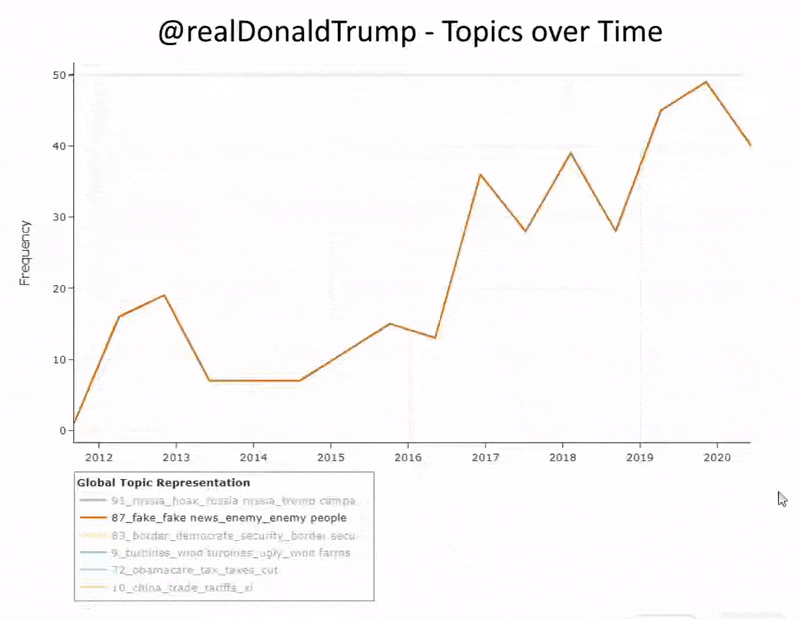 @realDonaldTrump - Topics over Time
50
40
30
20
10
0
Frequency
2012 2013 2014 2015 2016 2017 2018 2019 2020
Global Topic Representation
91_russia_hoax_russia russia_trump campa
87_fake_fake news_enemy_enemy people
83_border_democrats_security_border secu
9_turbines_wind turbines_ugly_wind farms
72_obamacare_tax_taxes_cut
10_china_trade_tariffs_xi